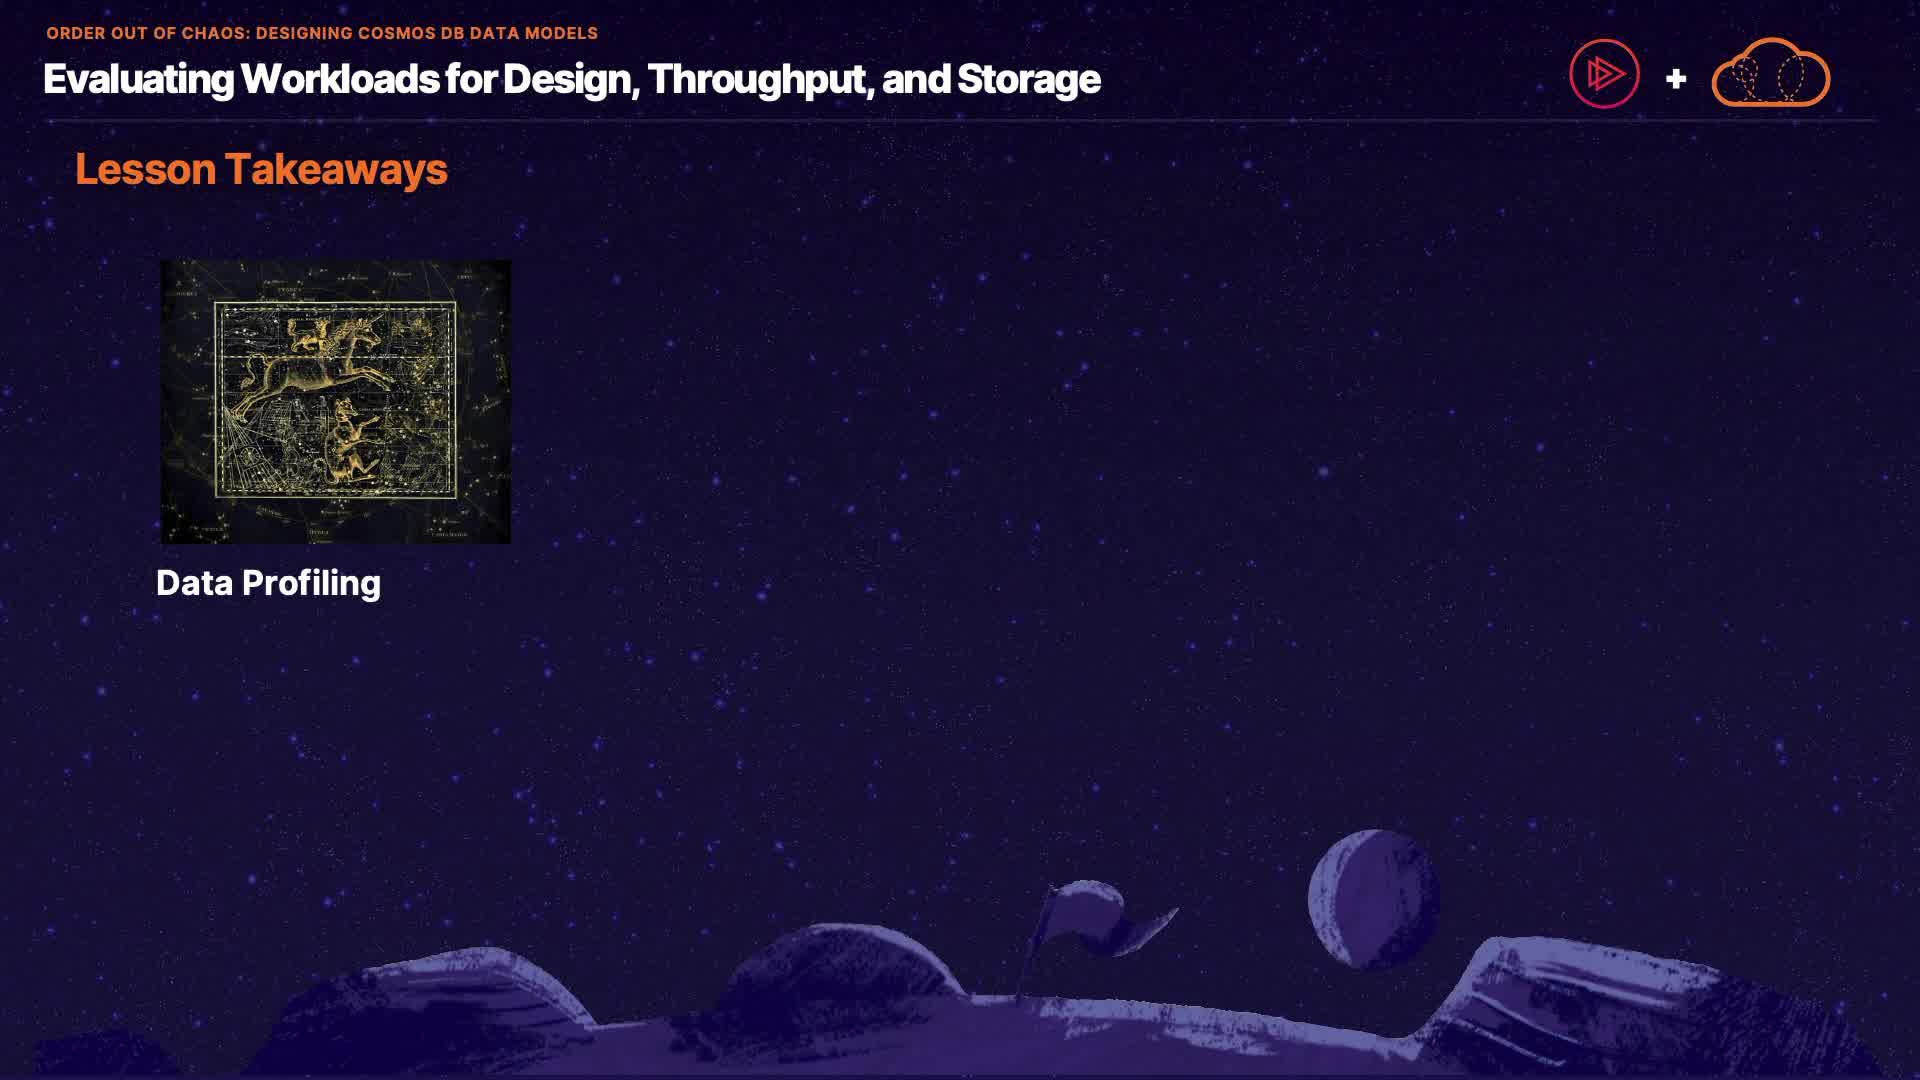 ORDER OUT OF CHAOS: DESIGNING COSMOS DB DATA MODELS
Evaluating Workloads for Design, Throughput, and Storage
Lesson Takeaways
Data Profiling